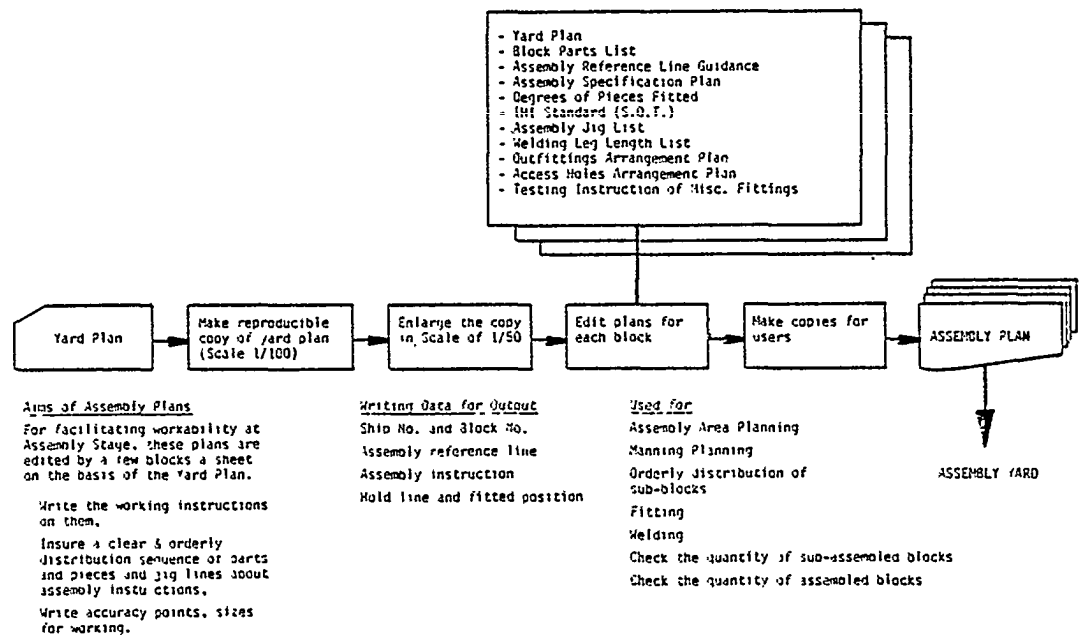 - Yard Plan
- Block Parts List
- Assembly Reference Line Guidance
- Assembly Specification Plan
- Degrees of Pieces Fitted
= IHI Standard (S.O.T.)
- Assembly Jig List
- Welding Leg Length List
- Outfittings Arrangement Plan
- Access Holes Arrangement Plan
- Testing Instruction of Misc. Fittings
Yard Plan
Make reproducible
copy of yard plan
(Scale 1/100)
Enlarge the copy
in Scale of 1/50
Edit plans for
each block
Make copies for
users
ASSEMBLY PLAN
ASSEMBLY YARD
Aims of Assembly Plans
For facilitating workability at
Assembly Stage, these plans are
edited by a few blocks a sheet
on the basis of the Yard Plan.
Write the working instructions
on them.
Insure a clear & orderly
distribution sequence of parts
and pieces and jig lines about
assembly instuctions.
Write accuracy points, sizes
for working.
Writing Data for Output
Ship No. and Block No.
Assembly reference line
Assembly instruction
Hold line and fitted position
Used for
Assembly Area Planning
Manning Planning
Orderly distribution of
sub-blocks
Fitting
Welding
Check the quantity of sub-assembled blocks
Check the quantity of assembled blocks